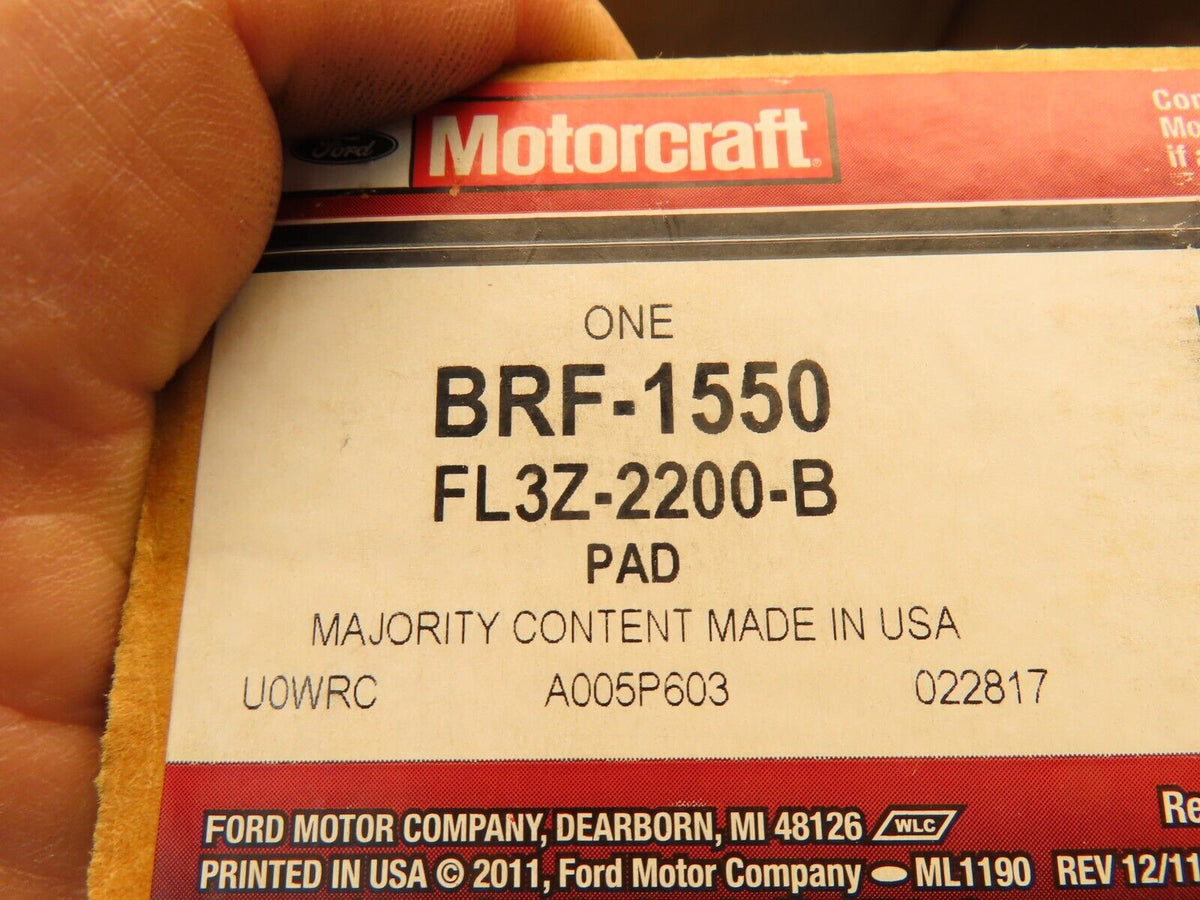 Ford
Motorcraft
ONE
BRF-1550
FL3Z-2200-B
PAD
MAJORITY CONTENT MADE IN USA
U0WRC A005P603 022817
FORD MOTOR COMPANY, DEARBORN, MI 48126 WLC
PRINTED IN USA © 2011, Ford Motor Company ML1190 REV 12/11